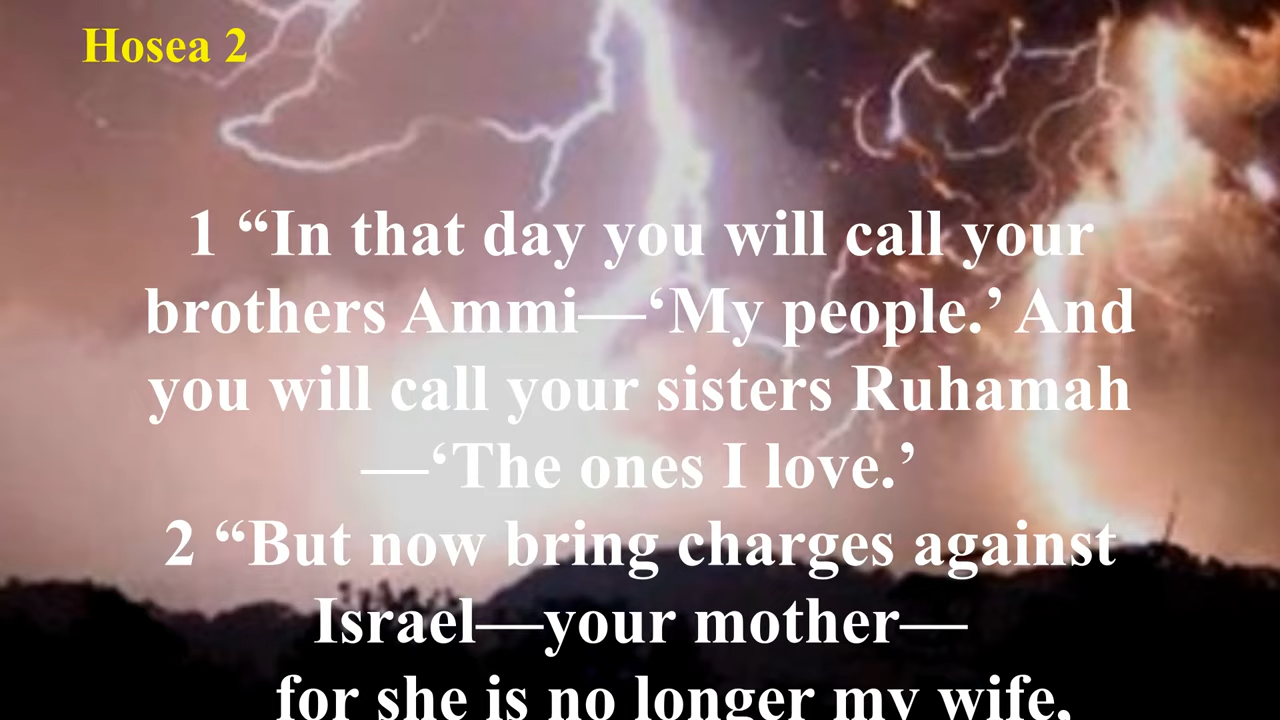 Hosea 2
1 “In that day you will call your
brothers Ammi—‘My people.’ And
you will call your sisters Ruhamah
—‘The ones I love.’
2 “But now bring charges against
Israel—your mother—
for she is no longer my wife,